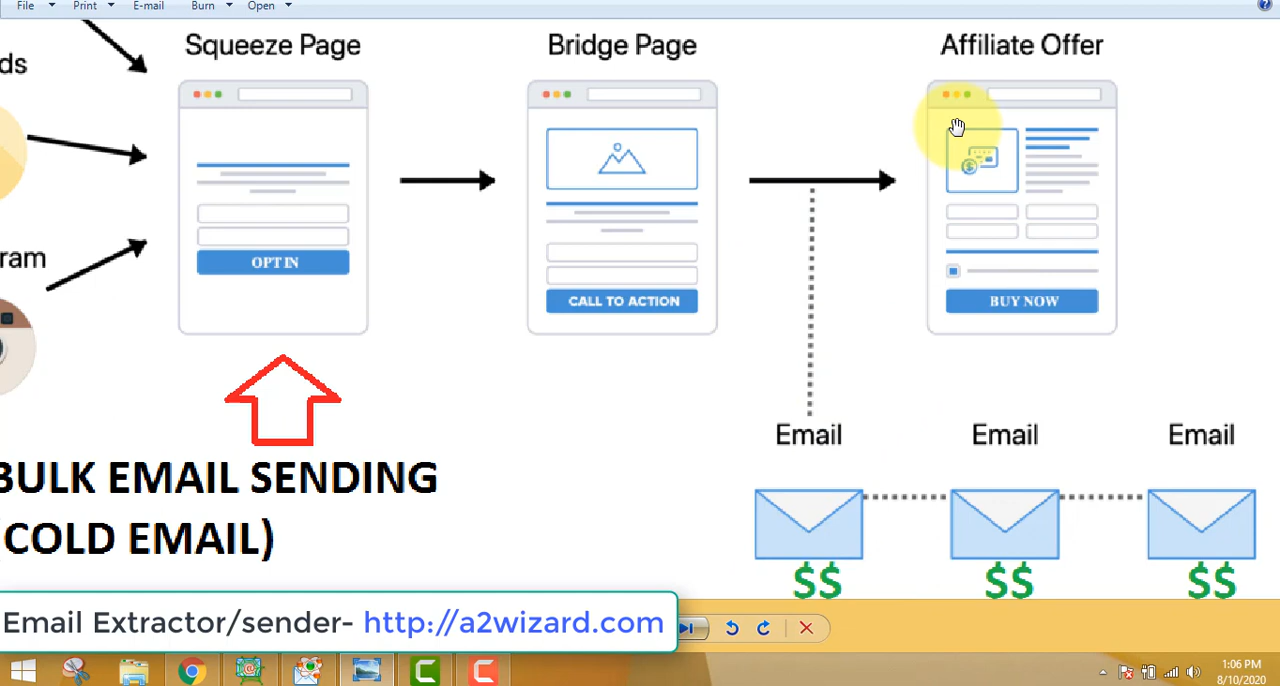 File Print E-mail Burn Open
Squeeze Page Bridge Page Affiliate Offer
ds
ram
OPT IN
CALL TO ACTION
BUY NOW
Email Email Email
BULK EMAIL SENDING
(COLD EMAIL)
$$ $$ $$
Email Extractor/sender- http://a2wizard.com
1:06 PM
8/10/2020